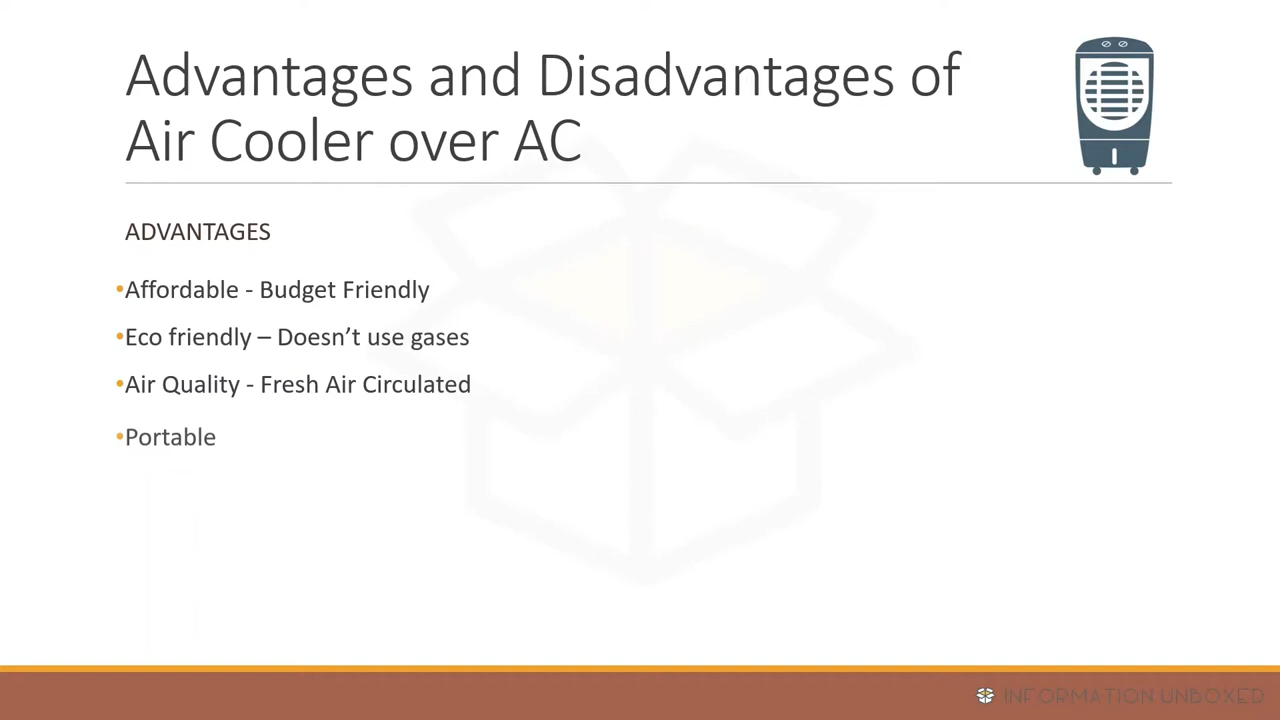 Advantages and Disadvantages of
Air Cooler over AC
ADVANTAGES
•Affordable - Budget Friendly
•Eco friendly – Doesn’t use gases
•Air Quality - Fresh Air Circulated
•Portable
INFORMATION UNBOXED